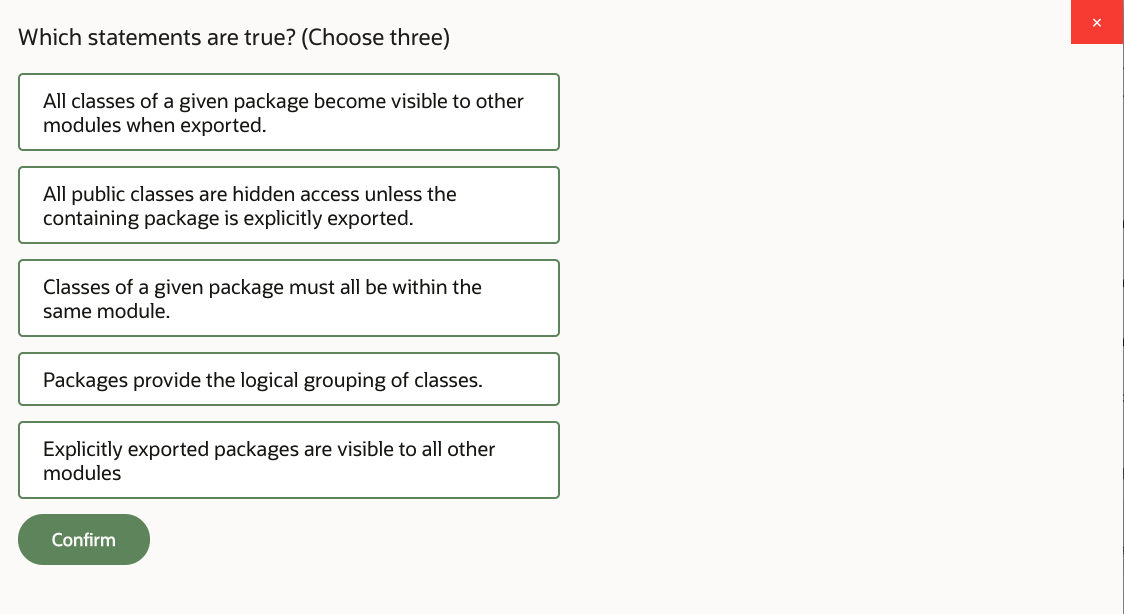 Which statements are true? (Choose three)
×
All classes of a given package become visible to other
modules when exported.
All public classes are hidden access unless the
containing package is explicitly exported.
Classes of a given package must all be within the
same module.
Packages provide the logical grouping of classes.
Explicitly exported packages are visible to all other
modules
Confirm